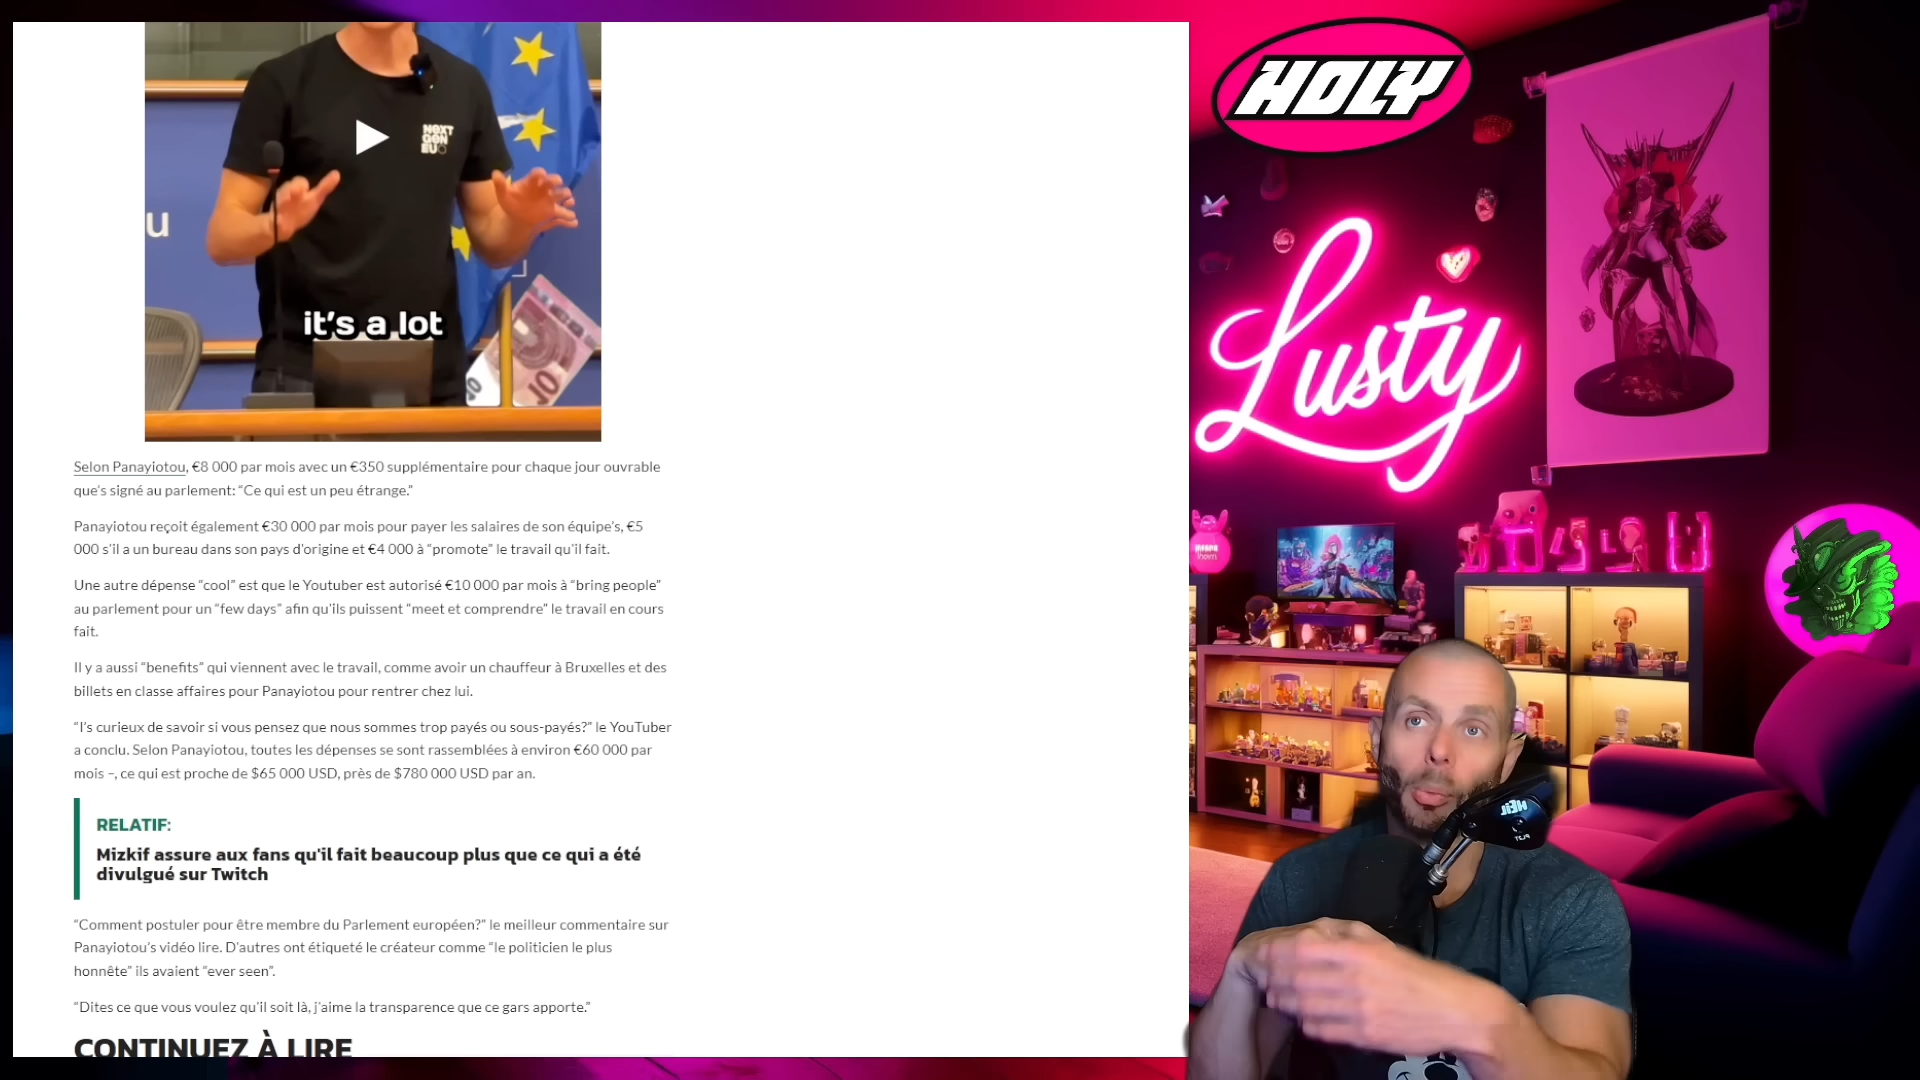 HOLY
NEXT
GEN
EU
u
it's a lot
10
Lusty
Selon Panayiotou, €8 000 par mois avec un €350 supplémentaire pour chaque jour ouvrable
que's signé au parlement: “Ce qui est un peu étrange.”
Panayiotou reçoit également €30 000 par mois pour payer les salaires de son équipe's, €5
000 s'il a un bureau dans son pays d'origine et €4 000 à “promote” le travail qu'il fait.
Une autre dépense “cool” est que le Youtuber est autorisé €10 000 par mois à “bring people”
au parlement pour un “few days” afin qu'ils puissent “meet et comprendre” le travail en cours
fait.
Il y a aussi “benefits” qui viennent avec le travail, comme avoir un chauffeur à Bruxelles et des
billets en classe affaires pour Panayiotou pour rentrer chez lui.
“I's curieux de savoir si vous pensez que nous sommes trop payés ou sous-payés?” le YouTuber
a conclu. Selon Panayiotou, toutes les dépenses se sont rassemblées à environ €60 000 par
mois –, ce qui est proche de $65 000 USD, près de $780 000 USD par an.
RELATIF:
Mizkif assure aux fans qu'il fait beaucoup plus que ce qui a été
divulgué sur Twitch
“Comment postuler pour être membre du Parlement européen?” le meilleur commentaire sur
Panayiotou's vidéo lire. D'autres ont étiqueté le créateur comme “le politicien le plus
honnête” ils avaient “ever seen”.
“Dites ce que vous voulez qu'il soit là, j'aime la transparence que ce gars apporte.”
CONTINUEZ À LIRE